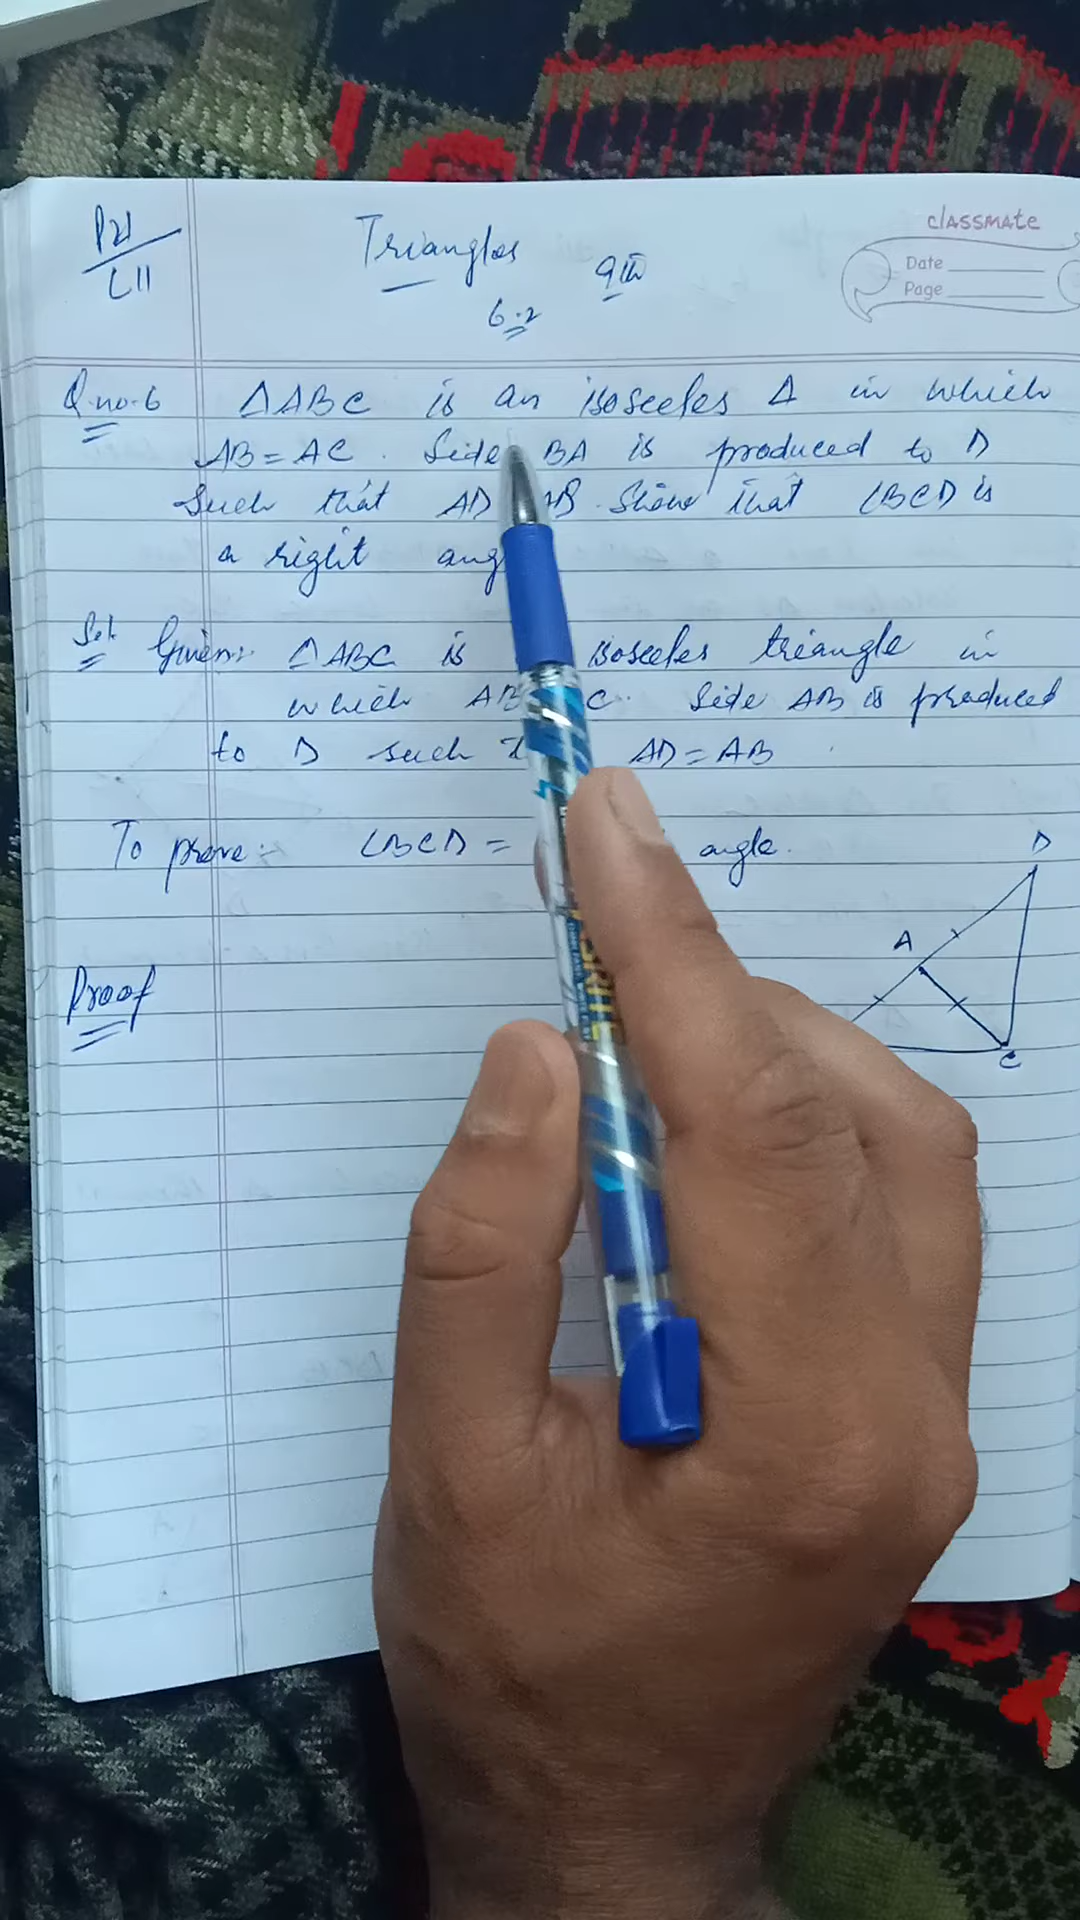 L11
Triangles
9th
6.2
classmate
Date
Page
Q.no.6 ΔABC is an isosceles Δ in which
AB = AC. Side BA is produced to D
Such that AD AB. Show that ∠BCD is
a right ang
Sol. Given:- ΔABC is isosceles triangle in
which AB C. Side AB is produced
to D such AD = AB
To prove:- ∠BCD = angle.
D
A
Proof
C